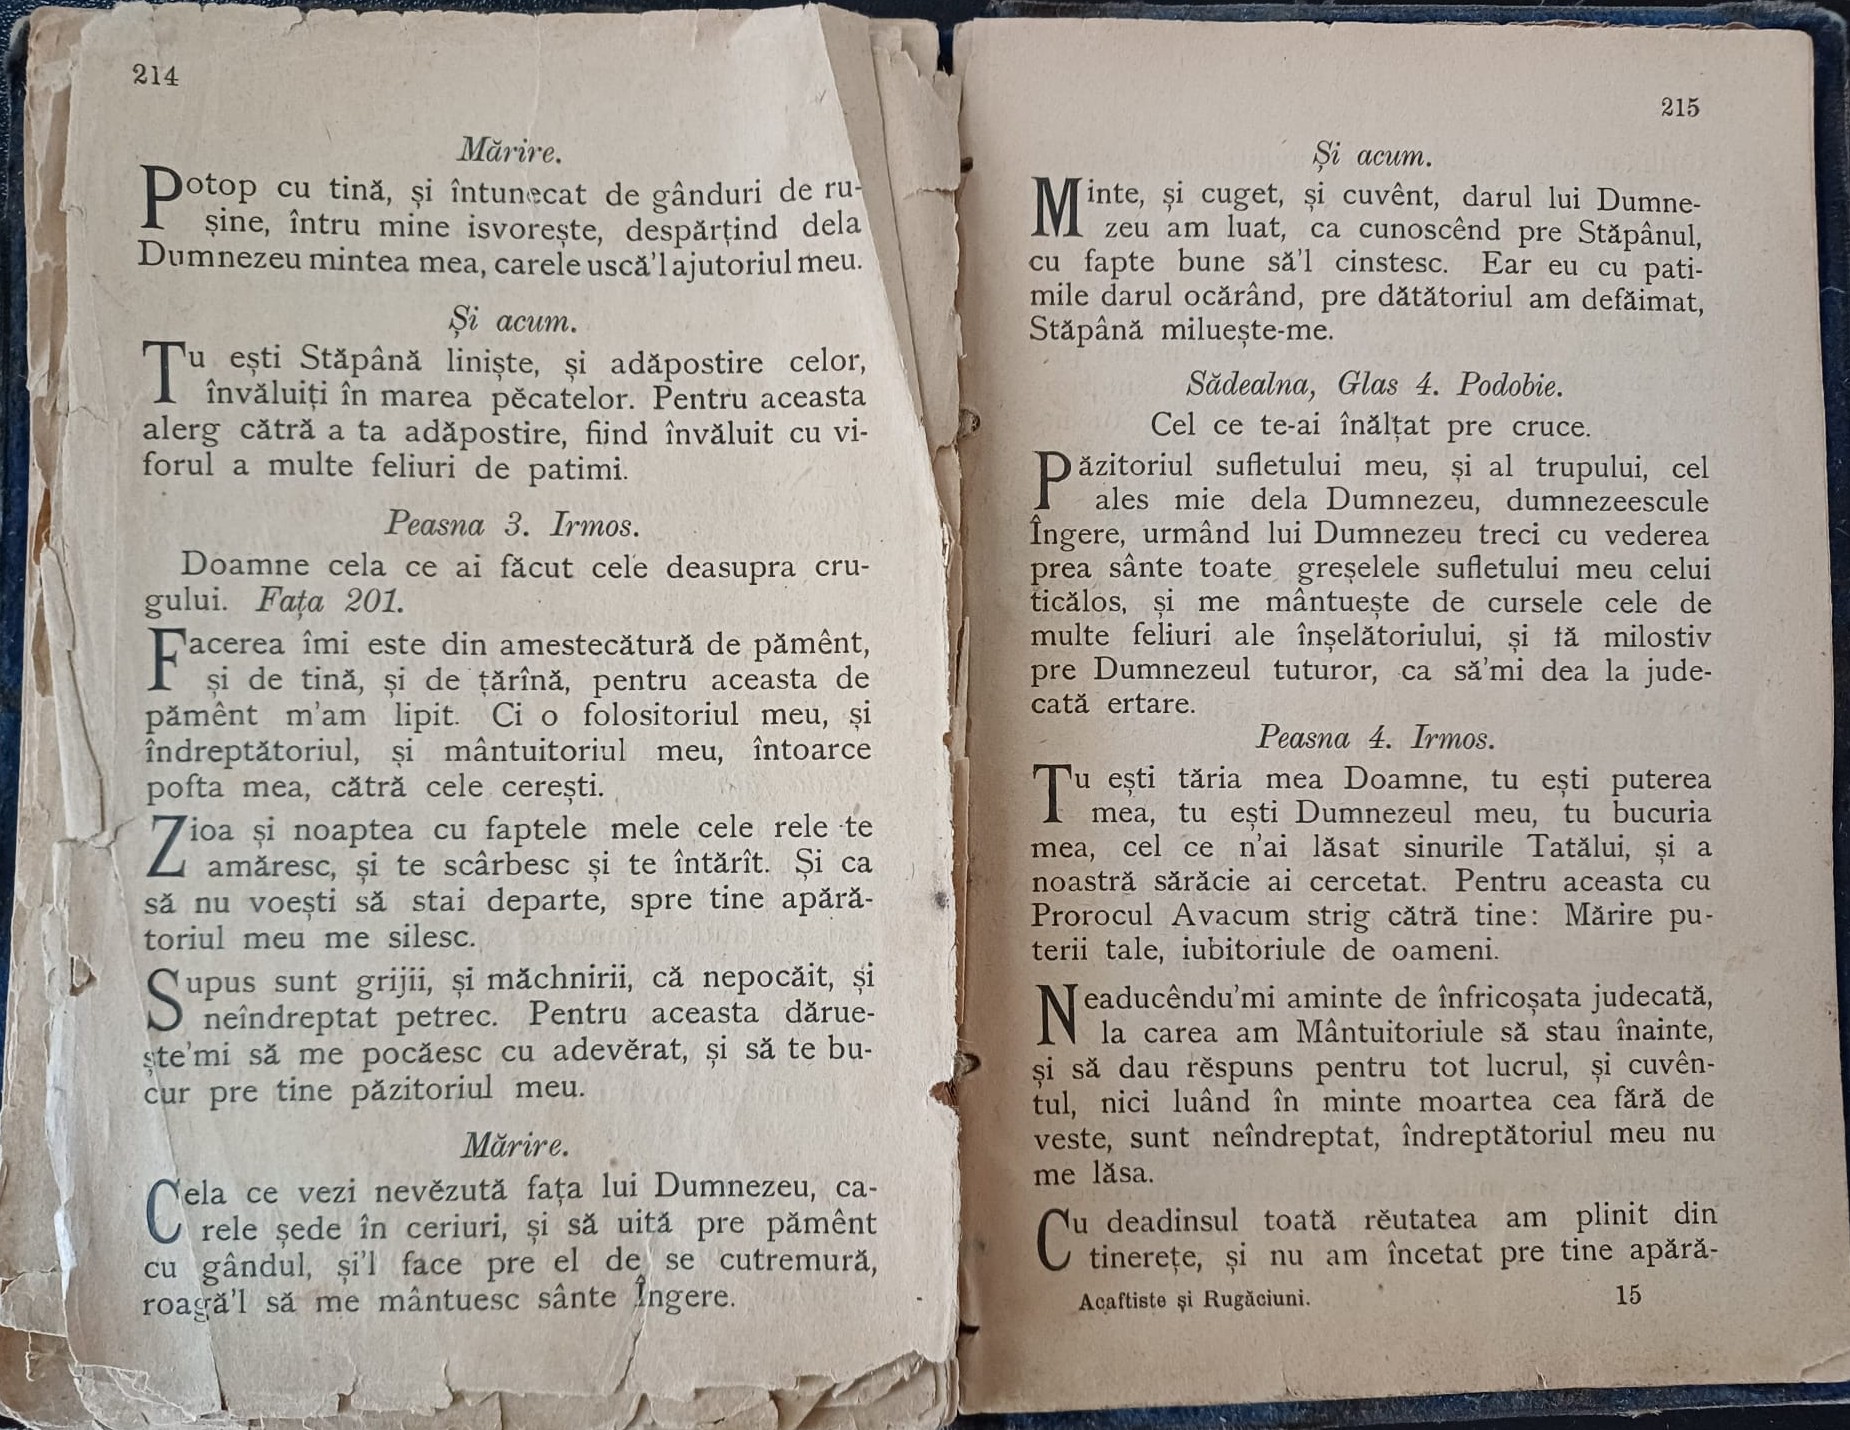 214
Mărire.
Potop cu tină, și întunecat de gânduri de ru-
șine, întru mine isvorește, despărțind dela
Dumnezeu mintea mea, carele uscă'l ajutoriul meu.
Și acum.
Tu ești Stăpână liniște, și adăpostire celor,
învăluiți în marea pĕcatelor. Pentru aceasta
alerg cătră a ta adăpostire, fiind învăluit cu vi-
forul a multe feliuri de patimi.
Peasna 3. Irmos.
Doamne cela ce ai făcut cele deasupra cru-
gului. Fața 201.
Facerea îmi este din amestecătură de pămênt,
și de tină, și de țărînă, pentru aceasta de
pămênt m'am lipit. Ci o folositoriul meu, și
îndreptătoriul, și mântuitoriul meu, întoarce
pofta mea, cătră cele cerești.
Zioa și noaptea cu faptele mele cele rele te
amăresc, și te scârbesc și te întărît. Și ca
să nu voești să stai departe, spre tine apără-
toriul meu me silesc.
Supus sunt grijii, și măchnirii, că nepocăit, și
neîndreptat petrec. Pentru aceasta dărue-
ște'mi să me pocăesc cu adevĕrat, și să te bu-
cur pre tine păzitoriul meu.
Mărire.
Cela ce vezi nevĕzută fața lui Dumnezeu, ca-
rele șede în ceriuri, și să uită pre pămênt
cu gândul, și'l face pre el de se cutremură,
roagă'l să me mântuesc sânte Îngere.
215
Și acum.
Minte, și cuget, și cuvênt, darul lui Dumne-
zeu am luat, ca cunoscênd pre Stăpânul,
cu fapte bune să'l cinstesc. Ear eu cu pati-
mile darul ocărând, pre dătătoriul am defăimat,
Stăpână miluește-me.
Sădealna, Glas 4. Podobie.
Cel ce te-ai înălțat pre cruce.
Păzitoriul sufletului meu, și al trupului, cel
ales mie dela Dumnezeu, dumnezeescule
Îngere, urmând lui Dumnezeu treci cu vederea
prea sânte toate greșelele sufletului meu celui
ticălos, și me mântuește de cursele cele de
multe feliuri ale înșelătoriului, și fă milostiv
pre Dumnezeul tuturor, ca să'mi dea la jude-
cată ertare.
Peasna 4. Irmos.
Tu ești tăria mea Doamne, tu ești puterea
mea, tu ești Dumnezeul meu, tu bucuria
mea, cel ce n'ai lăsat sinurile Tatălui, și a
noastră sărăcie ai cercetat. Pentru aceasta cu
Prorocul Avacum strig cătră tine: Mărire pu-
terii tale, iubitoriule de oameni.
Neaducêndu'mi aminte de înfricoșata judecată,
la carea am Mântuitoriule să stau înainte,
și să dau rĕspuns pentru tot lucrul, și cuvên-
tul, nici luând în minte moartea cea fără de
veste, sunt neîndreptat, îndreptătoriul meu nu
me lăsa.
Cu deadinsul toată rĕutatea am plinit din
tinerețe, și nu am încetat pre tine apără-
Acaftiste și Rugăciuni. 15